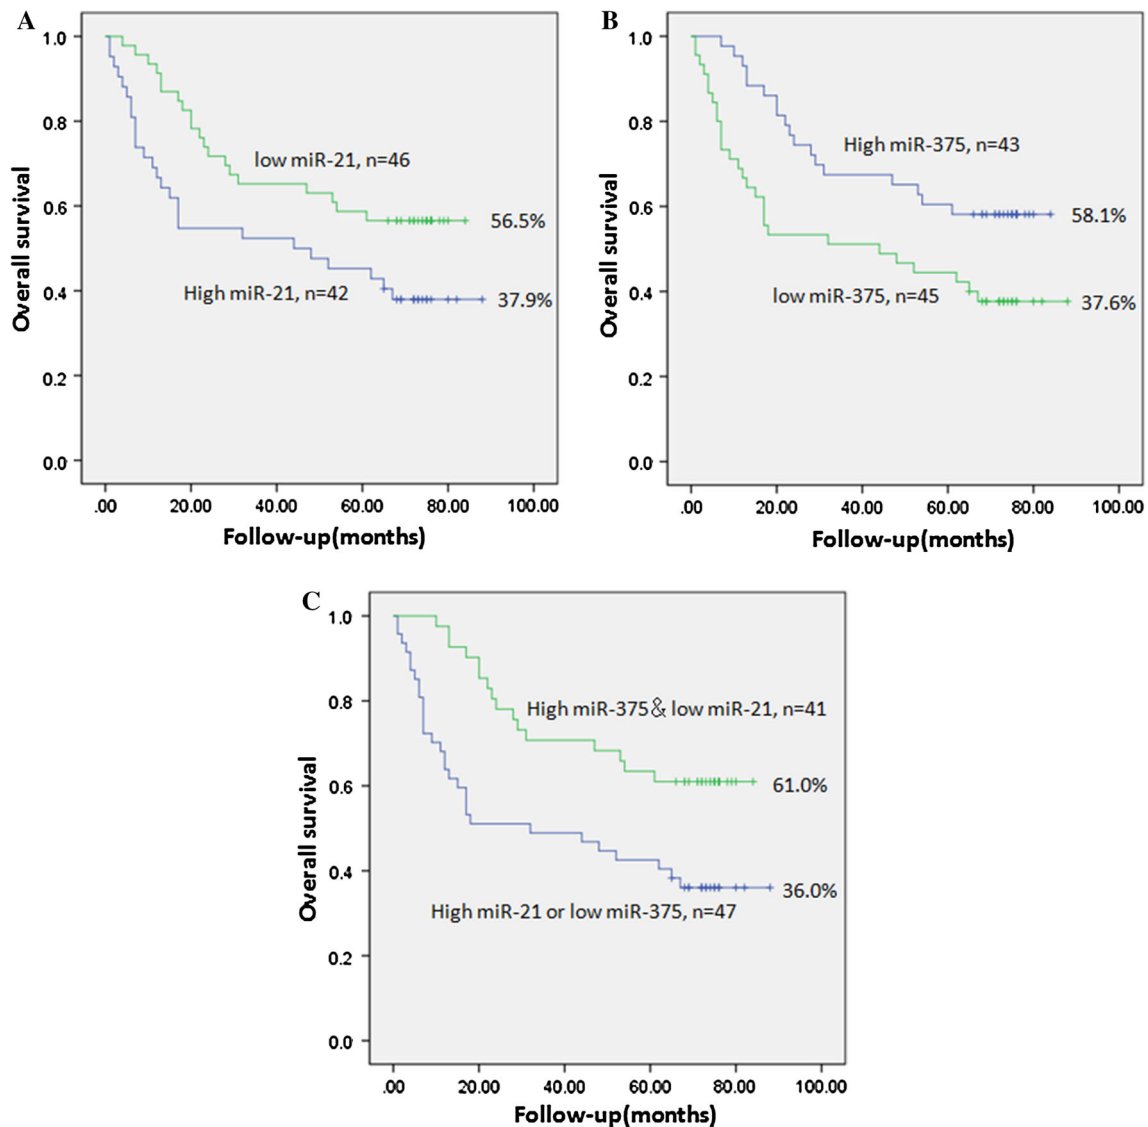 A
Overall survival
1.0
0.8
0.6
0.4
0.2
0.0
low miR-21, n=46
56.5%
High miR-21, n=42
37.9%
.00 20.00 40.00 60.00 80.00 100.00
Follow-up(months)
B
Overall survival
1.0
0.8
0.6
0.4
0.2
0.0
High miR-375, n=43
58.1%
low miR-375, n=45
37.6%
.00 20.00 40.00 60.00 80.00 100.00
Follow-up(months)
C
Overall survival
1.0
0.8
0.6
0.4
0.2
0.0
High miR-375 & low miR-21, n=41
61.0%
36.0%
High miR-21 or low miR-375, n=47
.00 20.00 40.00 60.00 80.00 100.00
Follow-up(months)